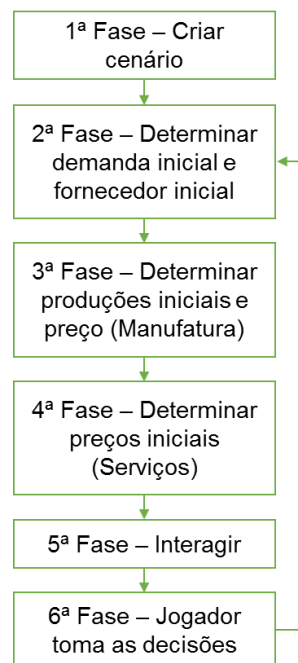 1ª Fase – Criar
cenário
2ª Fase – Determinar
demanda inicial e
fornecedor inicial
3ª Fase – Determinar
produções iniciais e
preço (Manufatura)
4ª Fase – Determinar
preços iniciais
(Serviços)
5ª Fase – Interagir
6ª Fase – Jogador
toma as decisões